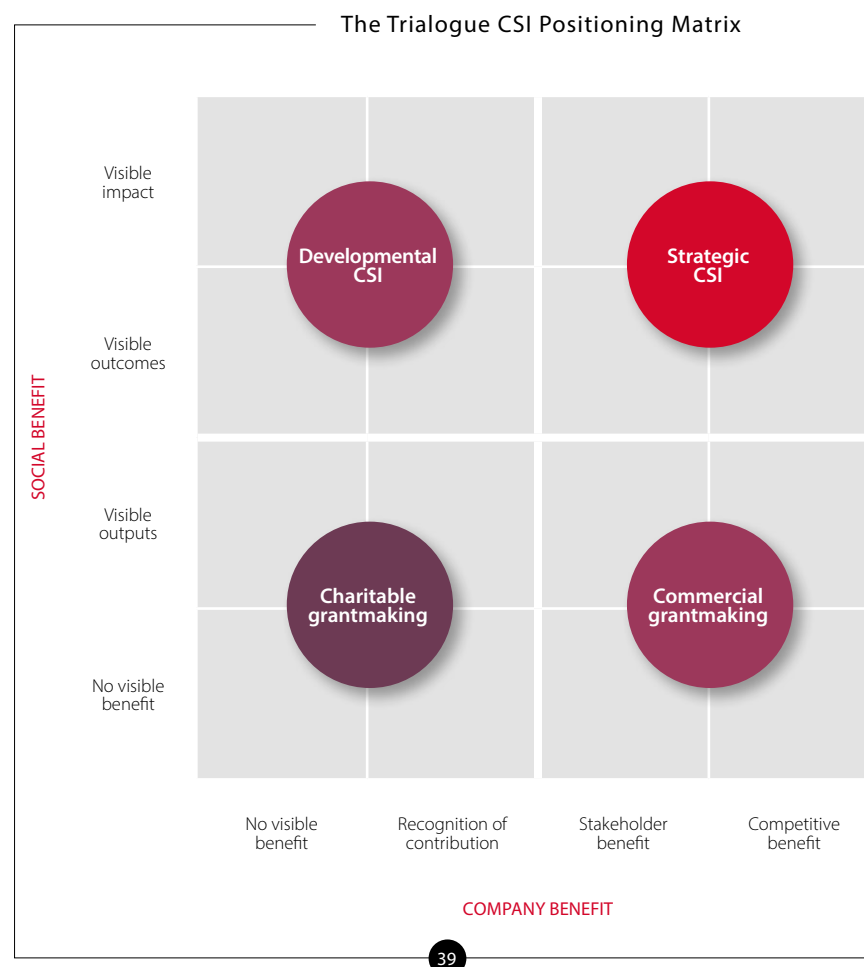 The Trialogue CSI Positioning Matrix
Visible
impact
Developmental
CSI
Strategic
CSI
Visible
outcomes
SOCIAL BENEFIT
Visible
outputs
Charitable
grantmaking
Commercial
grantmaking
No visible
benefit
No visible
benefit
Recognition of
contribution
Stakeholder
benefit
Competitive
benefit
COMPANY BENEFIT
39